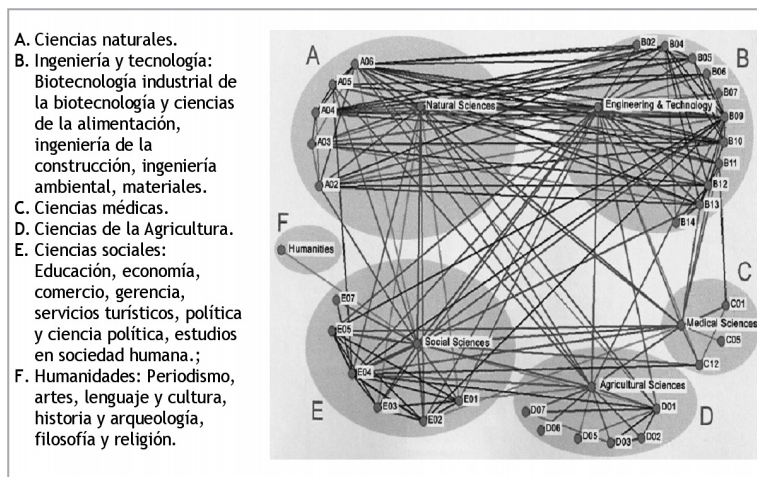 A. Ciencias naturales.
B. Ingeniería y tecnología:
Biotecnología industrial de
la biotecnología y ciencias
de la alimentación,
ingeniería de la
construcción, ingeniería
ambiental, materiales.
C. Ciencias médicas.
D. Ciencias de la Agricultura.
E. Ciencias sociales:
Educación, economía,
comercio, gerencia,
servicios turísticos, política
y ciencia política, estudios
en sociedad humana.;
F. Humanidades: Periodismo,
artes, lenguaje y cultura,
historia y arqueología,
filosofía y religión.
A
A06
A05
A04
A03
A02
Natural Sciences
B
B02
B04
B05
B06
B07
B09
B10
B11
B12
B13
B14
Engineering & Technology
F
Humanities
C
C01
Medical Sciences
C05
C12
E07
E05
Social Sciences
E04
E03
E02
E01
E
Agricultural Sciences
D07
D06
D05
D03
D02
D01
D